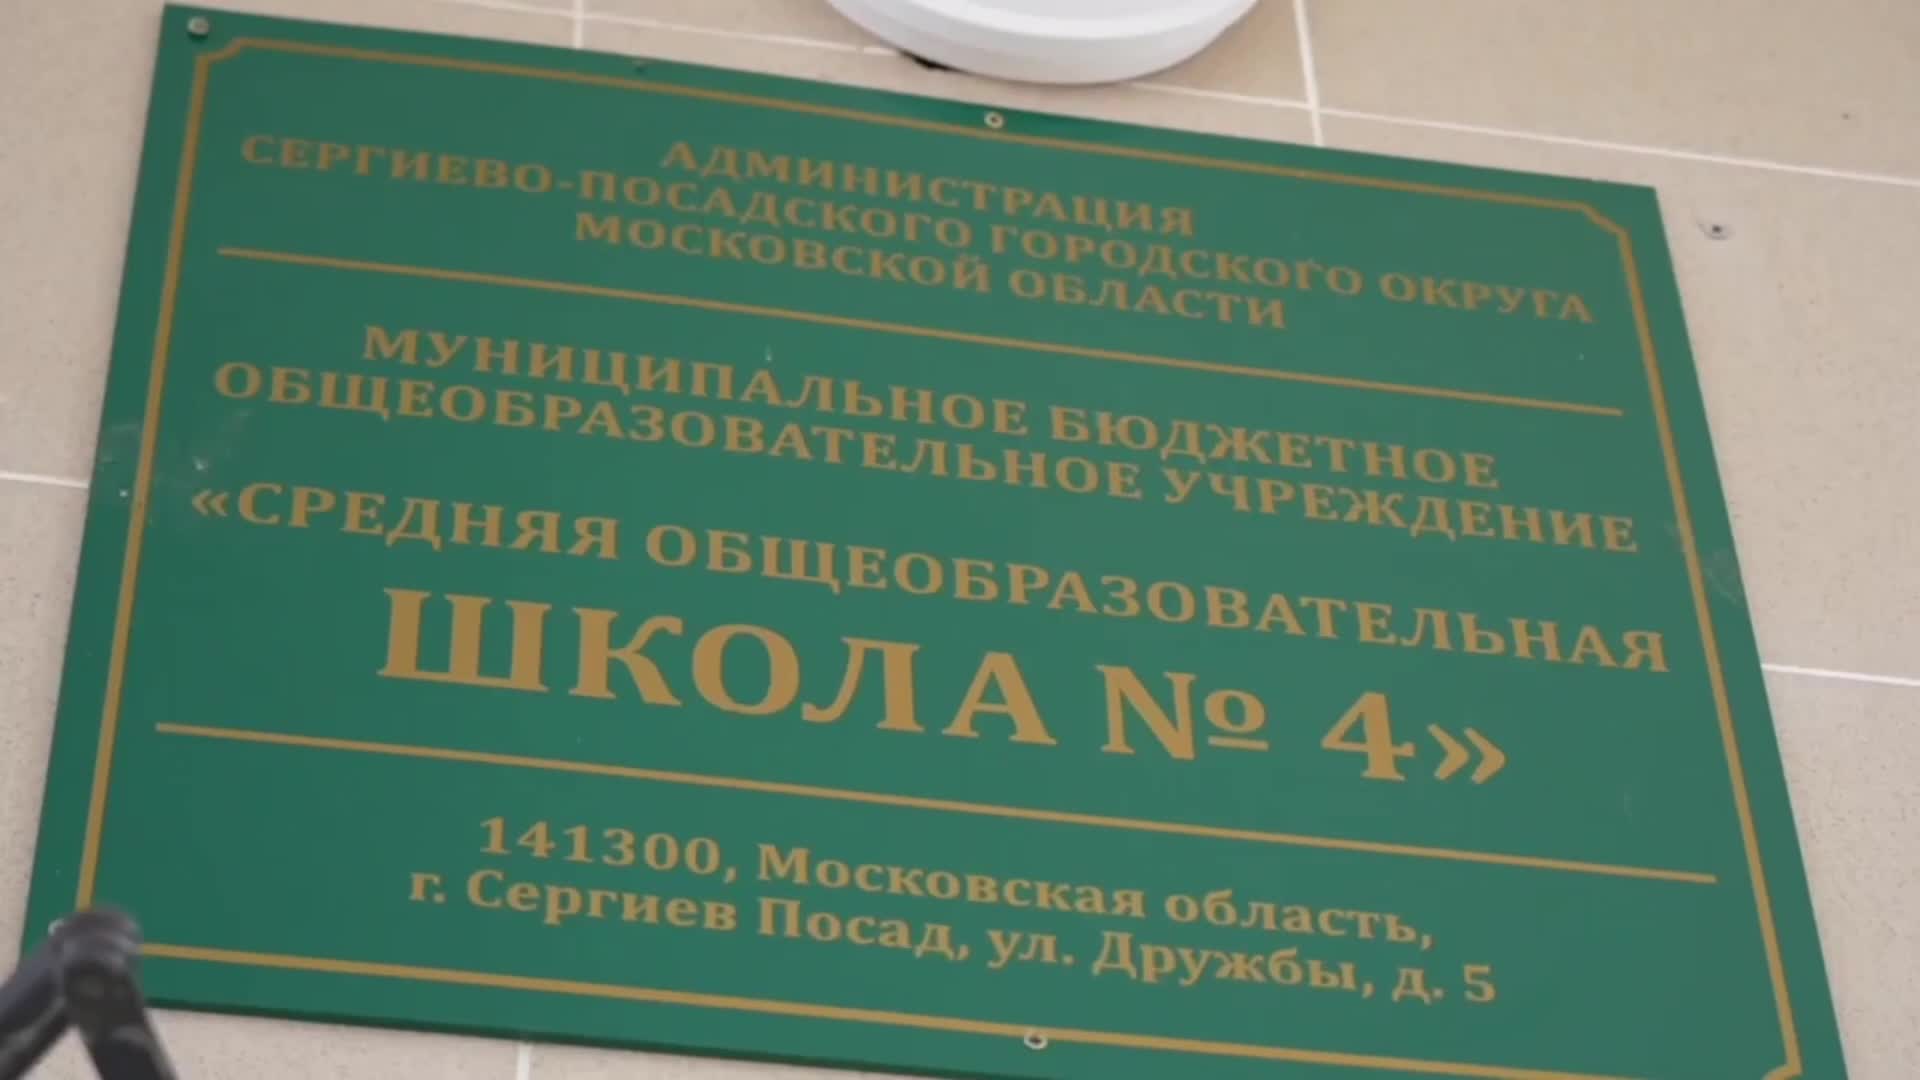 АДМИНИСТРАЦИЯ
СЕРГИЕВО-ПОСАДСКОГО ГОРОДСКОГО ОКРУГА
МОСКОВСКОЙ ОБЛАСТИ
МУНИЦИПАЛЬНОЕ БЮДЖЕТНОЕ
ОБЩЕОБРАЗОВАТЕЛЬНОЕ УЧРЕЖДЕНИЕ
«СРЕДНЯЯ ОБЩЕОБРАЗОВАТЕЛЬНАЯ
ШКОЛА № 4»
141300, Московская область,
г. Сергиев Посад, ул. Дружбы, д. 5